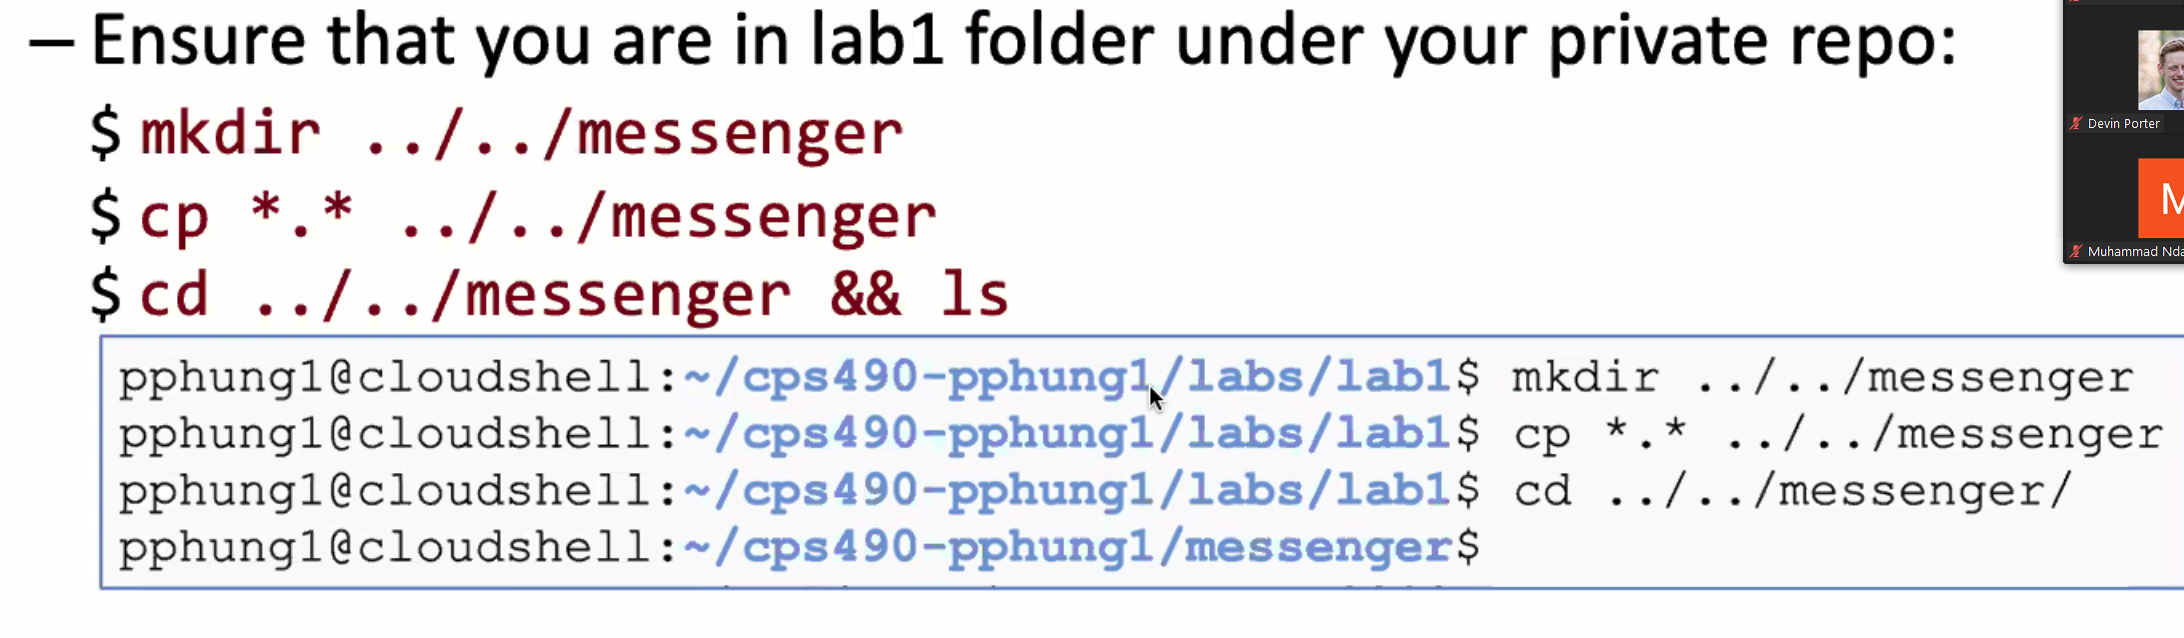 – Ensure that you are in lab1 folder under your private repo:
$ mkdir ../../messenger
$ cp *.* ../../messenger
$ cd ../../messenger && ls
pphung1@cloudshell:~/cps490-pphung1/labs/lab1$ mkdir ../../messenger
pphung1@cloudshell:~/cps490-pphung1/labs/lab1$ cp *.* ../../messenger
pphung1@cloudshell:~/cps490-pphung1/labs/lab1$ cd ../../messenger/
pphung1@cloudshell:~/cps490-pphung1/messenger$
Devin Porter
M
Muhammad Nda